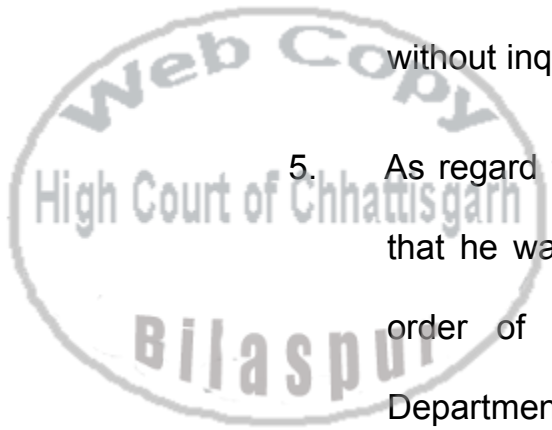 Web Copy
without inq
5. As regard
High Court of Chhattisgarh
that he wa
order of
Bilaspur
Departmen